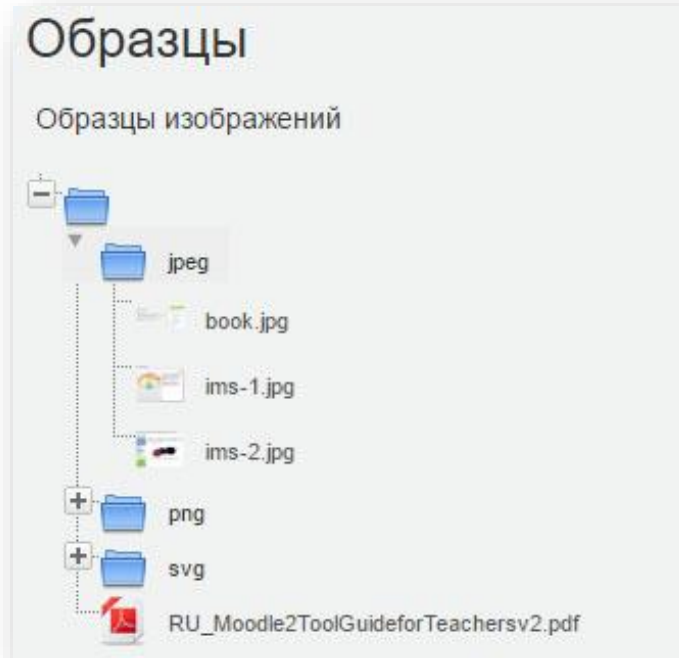 Образцы
Образцы изображений
jpeg
book.jpg
ims-1.jpg
ims-2.jpg
png
svg
RU_Moodle2ToolGuideforTeachersv2.pdf